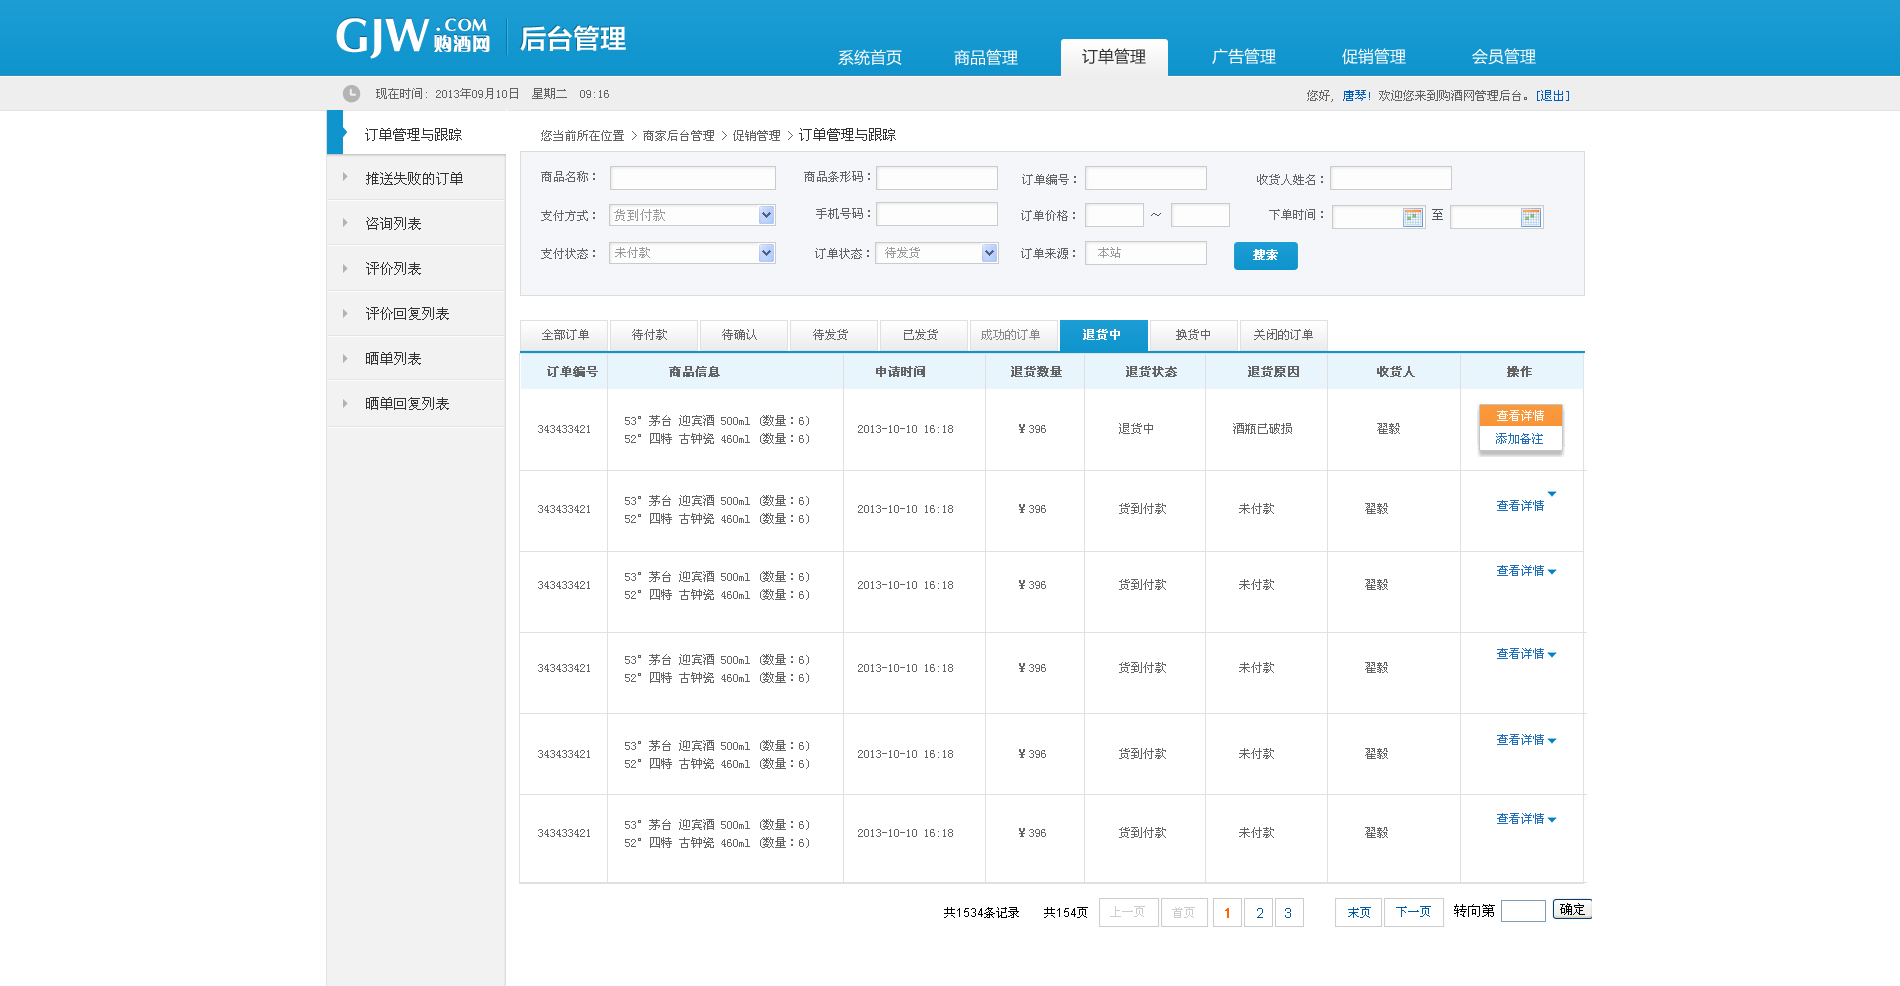 GJW.COM 购酒网 后台管理
系统首页 商品管理 订单管理 广告管理 促销管理 会员管理
现在时间: 2013年09月10日 星期二 09:16
您好, 唐琴! 欢迎您来到购酒网管理后台。[退出]
订单管理与跟踪
推送失败的订单
咨询列表
评价列表
评价回复列表
晒单列表
晒单回复列表
您当前所在位置 > 商家后台管理 > 促销管理 > 订单管理与跟踪
商品名称： 商品条形码： 订单编号： 收货人姓名：
支付方式： 货到付款 手机号码： 订单价格： ～ 下单时间： 至
支付状态： 未付款 订单状态： 待发货 订单来源： 本站 搜索
全部订单 待付款 待确认 待发货 已发货 成功的订单 退货中 换货中 关闭的订单
订单编号 商品信息 申请时间 退货数量 退货状态 退货原因 收货人 操作
343433421 53° 茅台 迎宾酒 500ml (数量：6) 2013-10-10 16:18 ¥ 396 退货中 酒瓶已破损 翟毅 查看详情
52° 四特 古钟瓷 460ml (数量：6) 添加备注
343433421 53° 茅台 迎宾酒 500ml (数量：6) 2013-10-10 16:18 ¥ 396 货到付款 未付款 翟毅 查看详情
52° 四特 古钟瓷 460ml (数量：6)
343433421 53° 茅台 迎宾酒 500ml (数量：6) 2013-10-10 16:18 ¥ 396 货到付款 未付款 翟毅 查看详情
52° 四特 古钟瓷 460ml (数量：6)
343433421 53° 茅台 迎宾酒 500ml (数量：6) 2013-10-10 16:18 ¥ 396 货到付款 未付款 翟毅 查看详情
52° 四特 古钟瓷 460ml (数量：6)
343433421 53° 茅台 迎宾酒 500ml (数量：6) 2013-10-10 16:18 ¥ 396 货到付款 未付款 翟毅 查看详情
52° 四特 古钟瓷 460ml (数量：6)
343433421 53° 茅台 迎宾酒 500ml (数量：6) 2013-10-10 16:18 ¥ 396 货到付款 未付款 翟毅 查看详情
52° 四特 古钟瓷 460ml (数量：6)
共1534条记录 共154页 上一页 首页 1 2 3 末页 下一页 转向第 确定